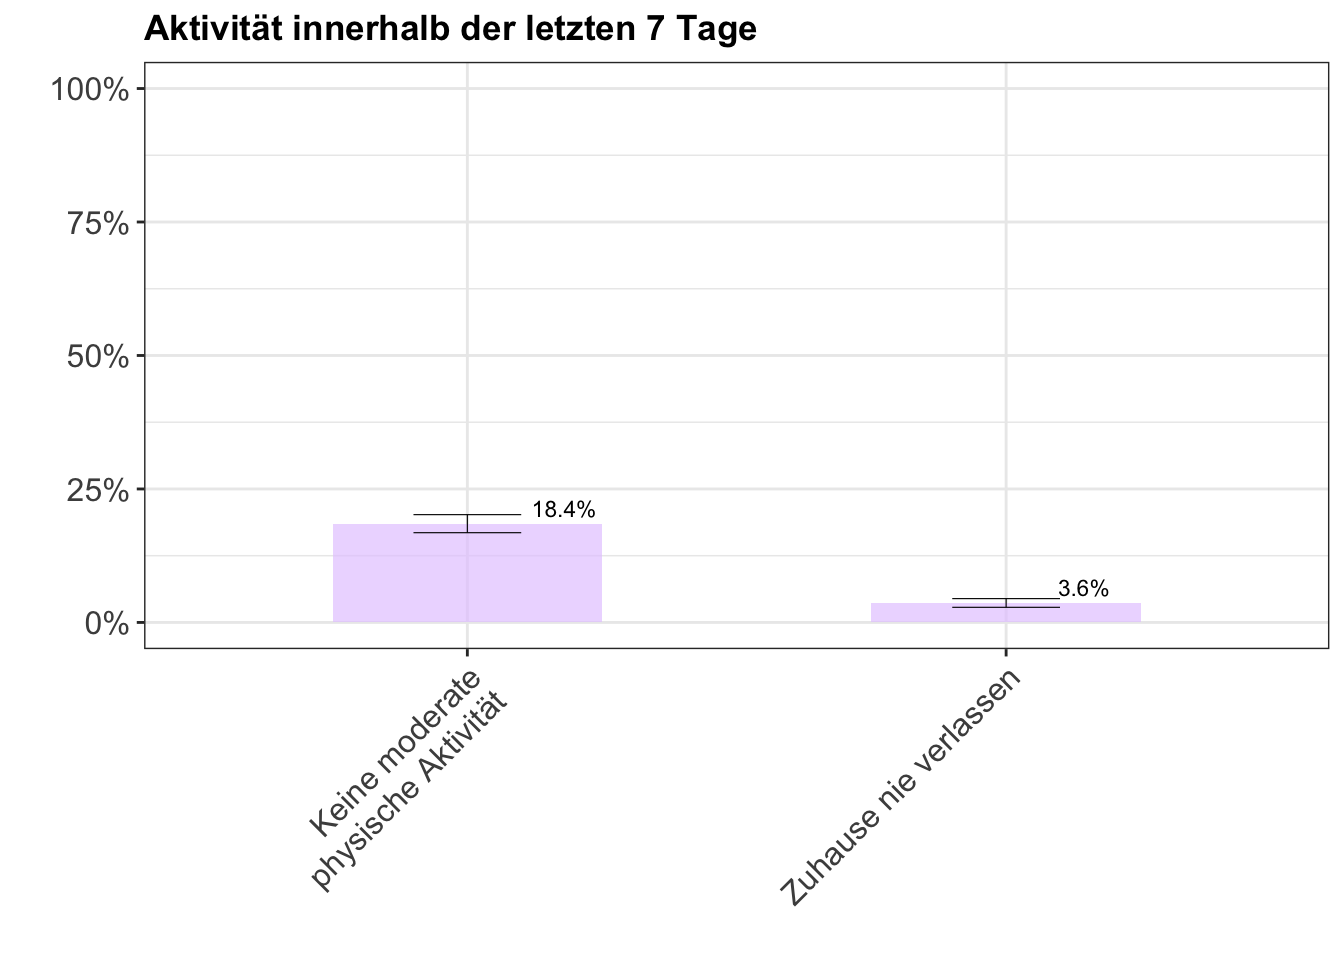 Aktivität innerhalb der letzten 7 Tage
100%
75%
50%
25%
0%
18.4%
3.6%
Keine moderate
physische Aktivität
Zuhause nie verlassen